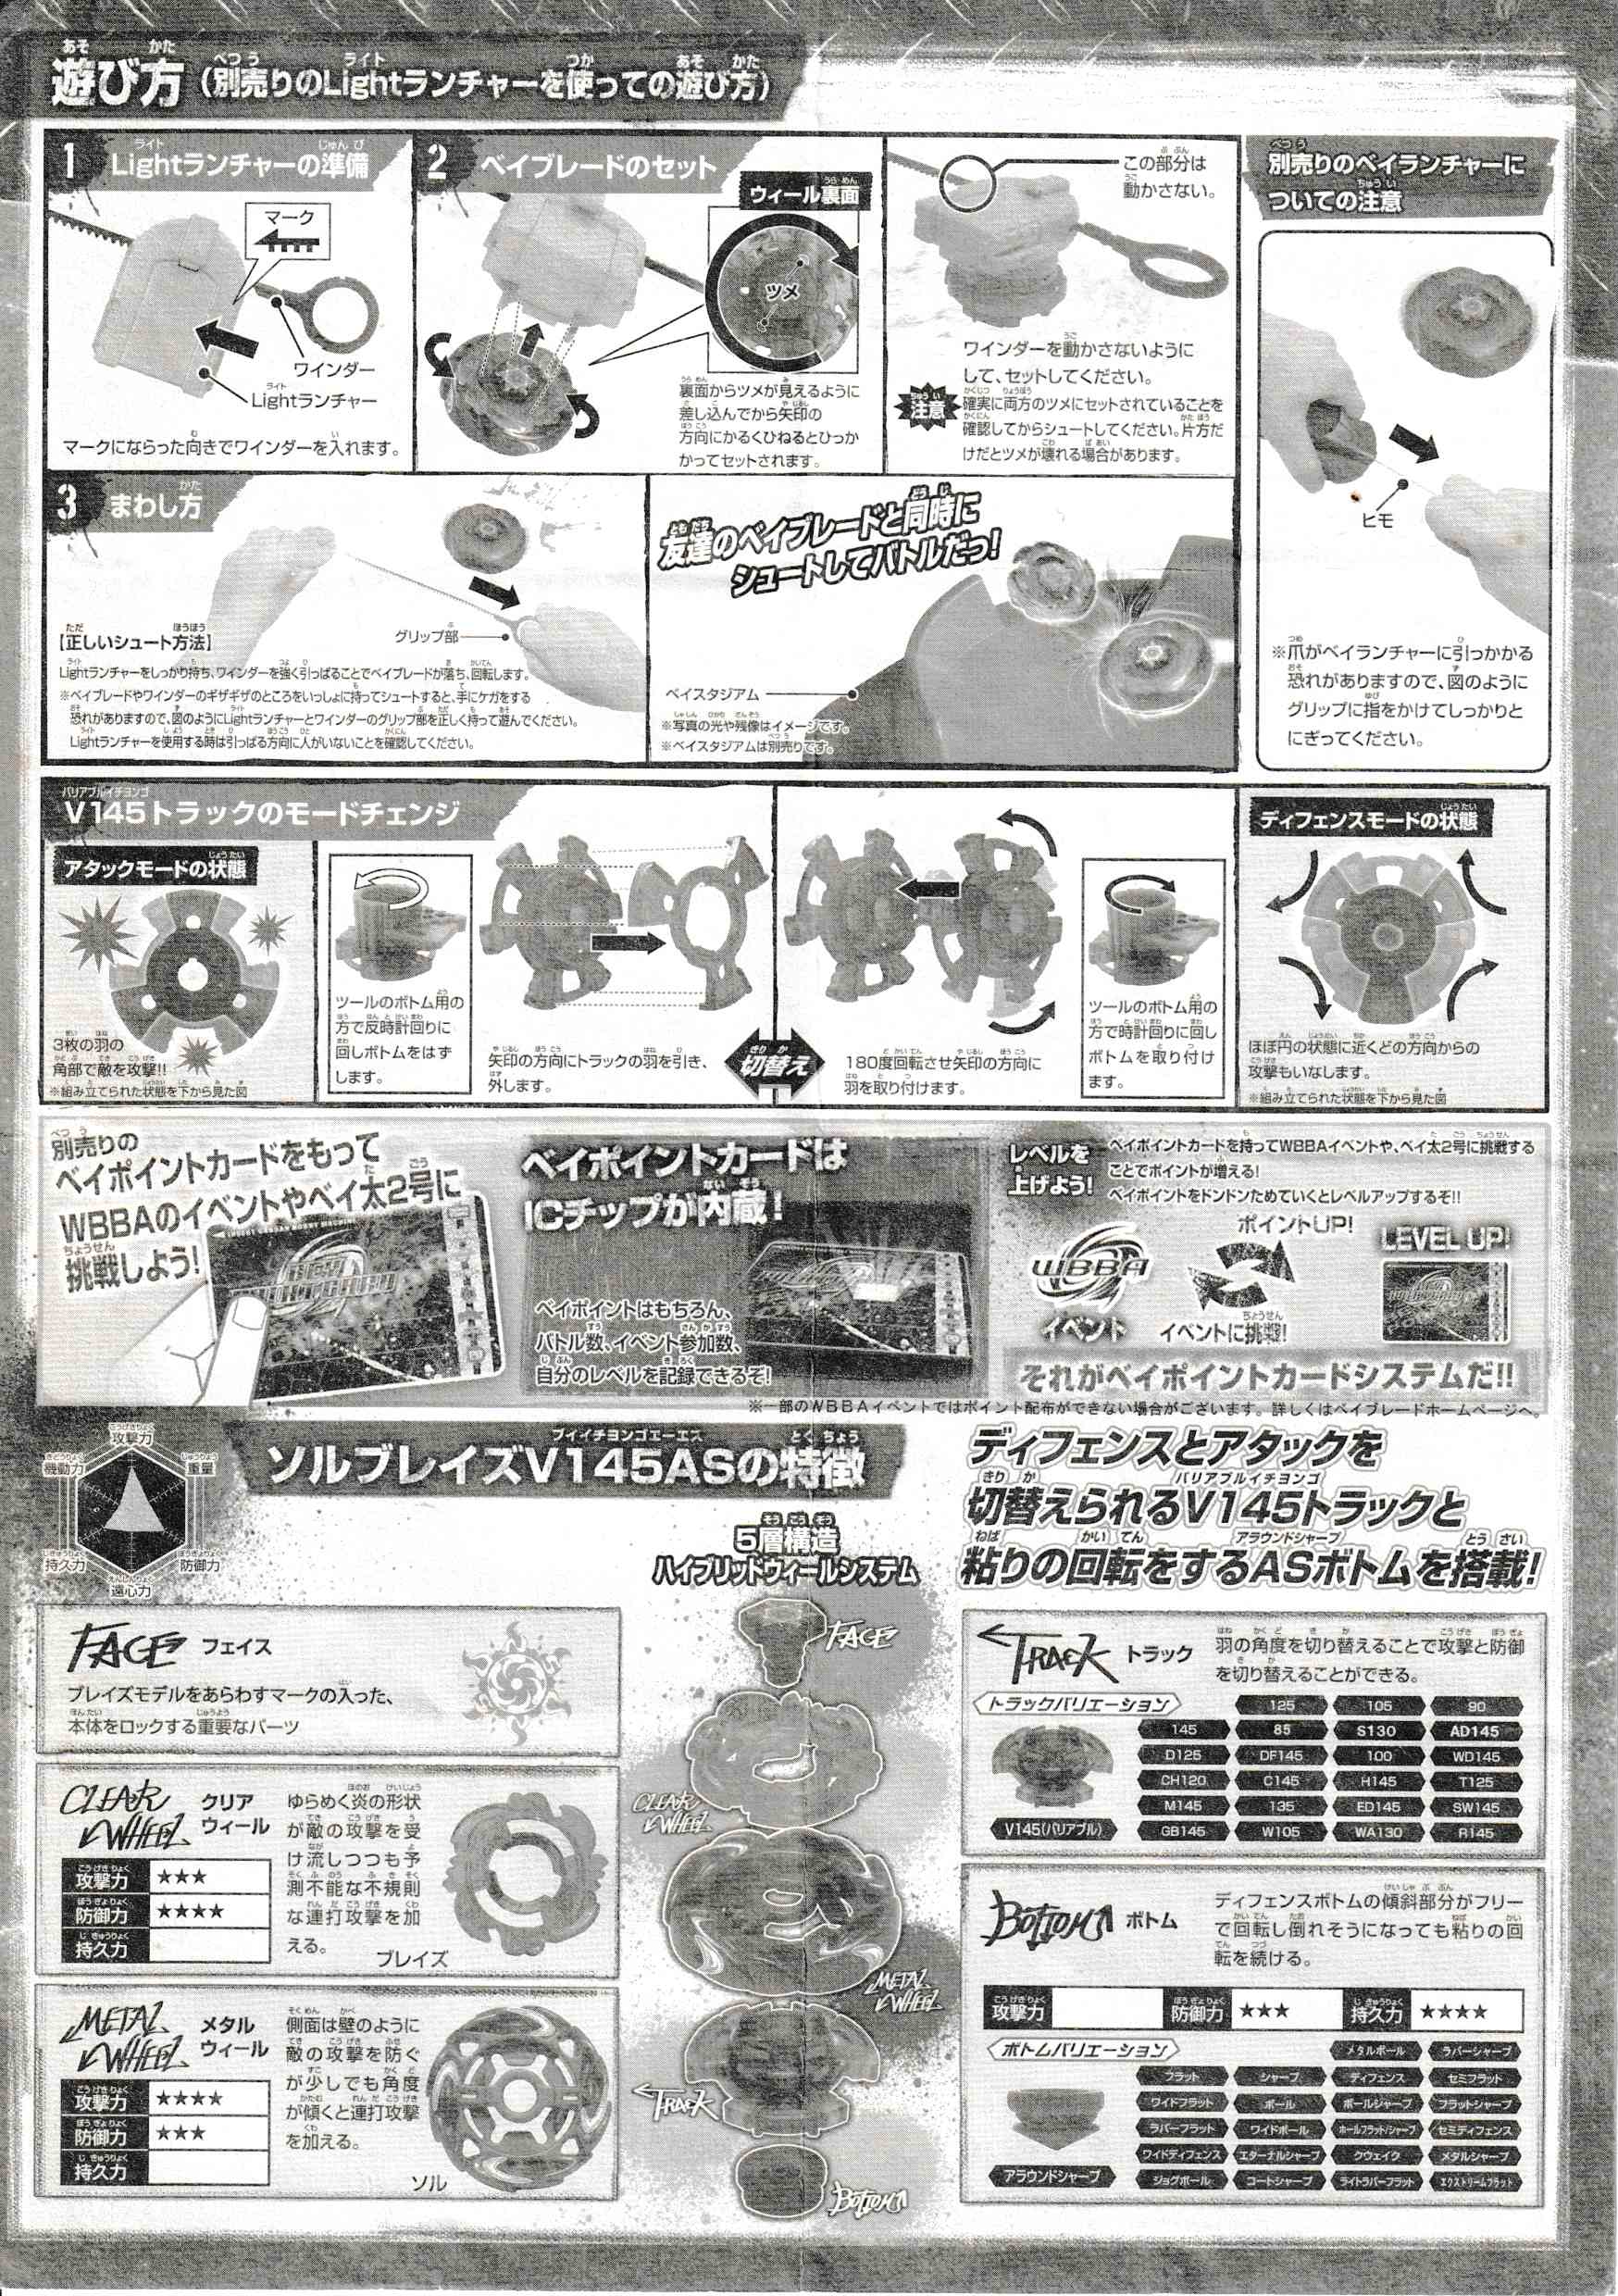 遊び方(別売りのLightランチャーを使っての遊び方)
1 Lightランチャーの準備
マーク
ワインダー
Lightランチャー
マークにならった向きでワインダーを入れます。
2 ベイブレードのセット
ウィール裏面
ツメ
裏面からツメが見えるように
差し込んでから矢印の
方向にかるくひねるとひっか
かってセットされます。
この部分は
動かさない。
ワインダーを動かさないように
して、セットしてください。
注意
確実に両方のツメにセットされていることを
確認してからシュートしてください。片方だ
けだとツメが壊れる場合があります。
別売りのベイランチャーに
ついての注意
ヒモ
※爪がベイランチャーに引っかかる
恐れがありますので、図のように
グリップに指をかけてしっかりと
にぎってください。
3 まわし方
グリップ部
【正しいシュート方法】
Lightランチャーをしっかり持ち、ワインダーを強く引っぱることでベイブレードが落ち、回転します。
※ベイブレードやワインダーのギザギザのところをいっしょに持ってシュートすると、手にケガをする
恐れがありますので、図のようにLightランチャーとワインダーのグリップ部を正しく持って遊んでください。
Lightランチャーを使用する時は引っぱる方向に人がいないことを確認してください。
友達のベイブレードと同時に
シュートしてバトルだっ!
ベイスタジアム
※写真の光や残像はイメージです。
※ベイスタジアムは別売りです。
V145トラックのモードチェンジ
アタックモードの状態
3枚の羽の
角部で敵を攻撃!!
※組み立てられた状態を下から見た図
ツールのボトム用の
方で反時計回りに
回しボトムをはず
します。
矢印の方向にトラックの羽を引き、
外します。
切替え
180度回転させ矢印の方向に
羽を取り付けます。
ツールのボトム用の
方で時計回りに回し
ボトムを取り付け
ます。
ディフェンスモードの状態
ほぼ円の状態に近くどの方向からの
攻撃もいなします。
※組み立てられた状態を下から見た図
別売りの
ベイポイントカードをもって
WBBAのイベントやベイ太2号に
挑戦しよう!
ベイポイントカードは
ICチップが内蔵!
ベイポイントはもちろん、
バトル数、イベント参加数、
自分のレベルを記録できるぞ!
レベルを
上げよう!
ベイポイントカードを持ってWBBAイベントや、ベイ太2号に挑戦する
ことでポイントが増える!
ベイポイントをドンドンためていくとレベルアップするぞ!!
ポイントUP!
LEVEL UP!
WBBA
イベント
イベントに挑戦!
それがベイポイントカードシステムだ!!
※一部のWBBAイベントではポイント配布ができない場合がございます。詳しくはベイブレードホームページへ。
攻撃力
機動力
重量
持久力
防御力
遠心力
ソルブレイズV145ASの特徴
5層構造
ハイブリッドウィールシステム
ディフェンスとアタックを
切替えられるV145トラックと
粘りの回転をするASボトムを搭載!
FACE フェイス
ブレイズモデルをあらわすマークの入った、
本体をロックする重要なパーツ
CLEAR WHEEL クリア ウィール
ゆらめく炎の形状
が敵の攻撃を受
け流しつつも予
測不能な不規則
な連打攻撃を加
える。
攻撃力 ★★★
防御力 ★★★★
持久力
ブレイズ
METAL WHEEL メタル ウィール
側面は壁のように
敵の攻撃を防ぐ
が少しでも角度
が傾くと連打攻撃
を加える。
攻撃力 ★★★★
防御力 ★★★
持久力
ソル
FACE
CLEAR WHEEL
METAL WHEEL
TRACK
BOTTOM
TRACK トラック
羽の角度を切り替えることで攻撃と防御
を切り替えることができる。
トラックバリエーション
125 105 90
145 85 S130 AD145
D125 DF145 100 WD145
CH120 C145 H145 T125
M145 135 ED145 SW145
V145(バリアブル) GB145 W105 WA130 R145
BOTTOM ボトム
ディフェンスボトムの傾斜部分がフリー
で回転し倒れそうになっても粘りの回
転を続ける。
攻撃力 防御力 ★★★ 持久力 ★★★★
ボトムバリエーション
メタルボール ラバーシャープ
フラット シャープ ディフェンス セミフラット
ワイドフラット ボール ボールシャープ フラットシャープ
ラバーフラット ワイドボール ホールフラット/シャープ セミディフェンス
ワイドディフェンス エターナルシャープ クウェイク メタルシャープ
アラウンドシャープ ジョグボール コートシャープ ライトラバーフラット エクストリームフラット